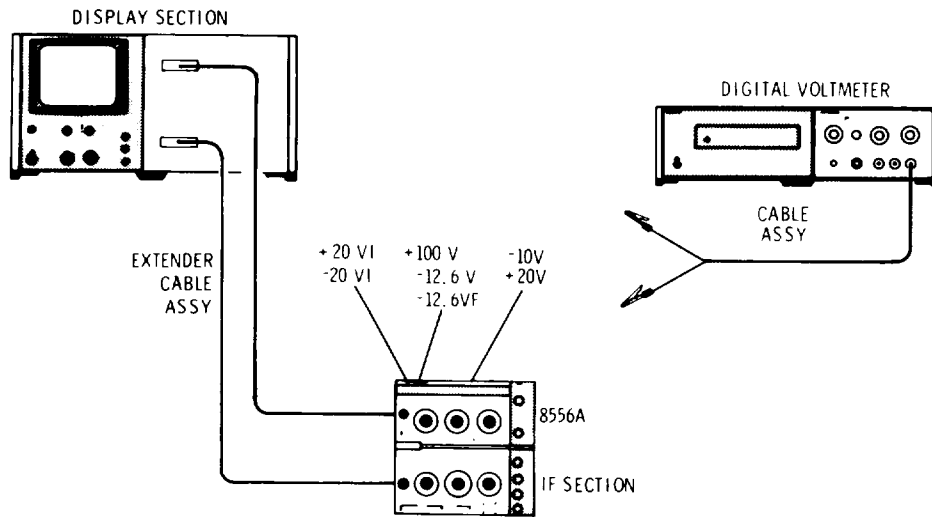 DISPLAY SECTION
DIGITAL VOLTMETER
CABLE
ASSY
EXTENDER
CABLE
ASSY
+20 VI
-20 VI
+100 V
-12.6 V
-12.6VF
-10V
+20V
8556A
IF SECTION